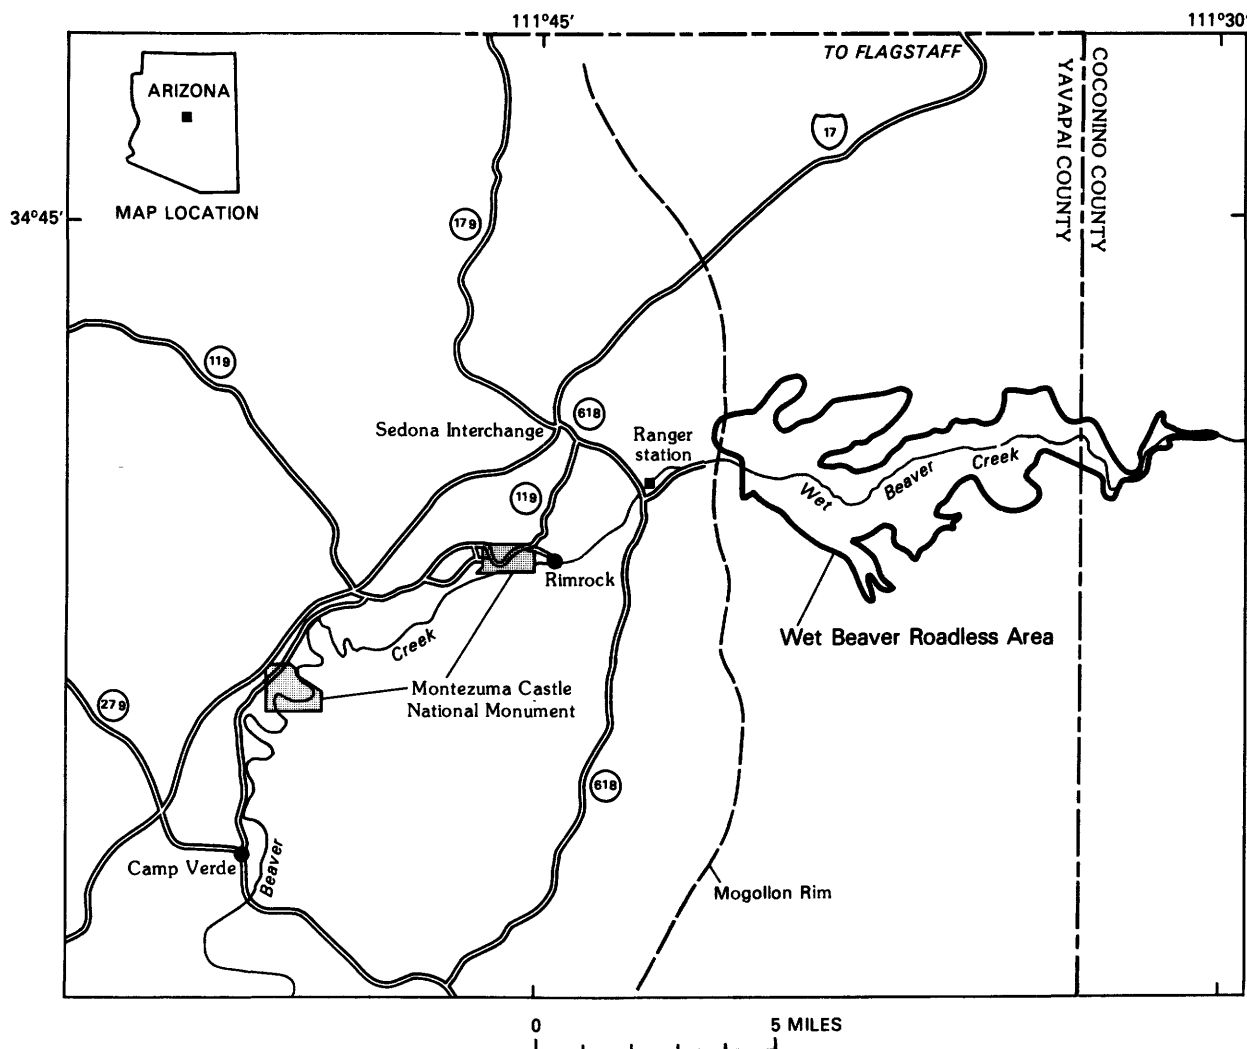 111°45'
111°30'
TO FLAGSTAFF
COCONINO COUNTY
YAVAPAI COUNTY
ARIZONA
17
MAP LOCATION
34°45'
179
119
618
Sedona Interchange
Ranger
station
119
Wet
Beaver
Creek
Rimrock
Wet Beaver Roadless Area
Creek
Montezuma Castle
National Monument
279
618
Camp Verde
Beaver
Mogollon Rim
0
5 MILES